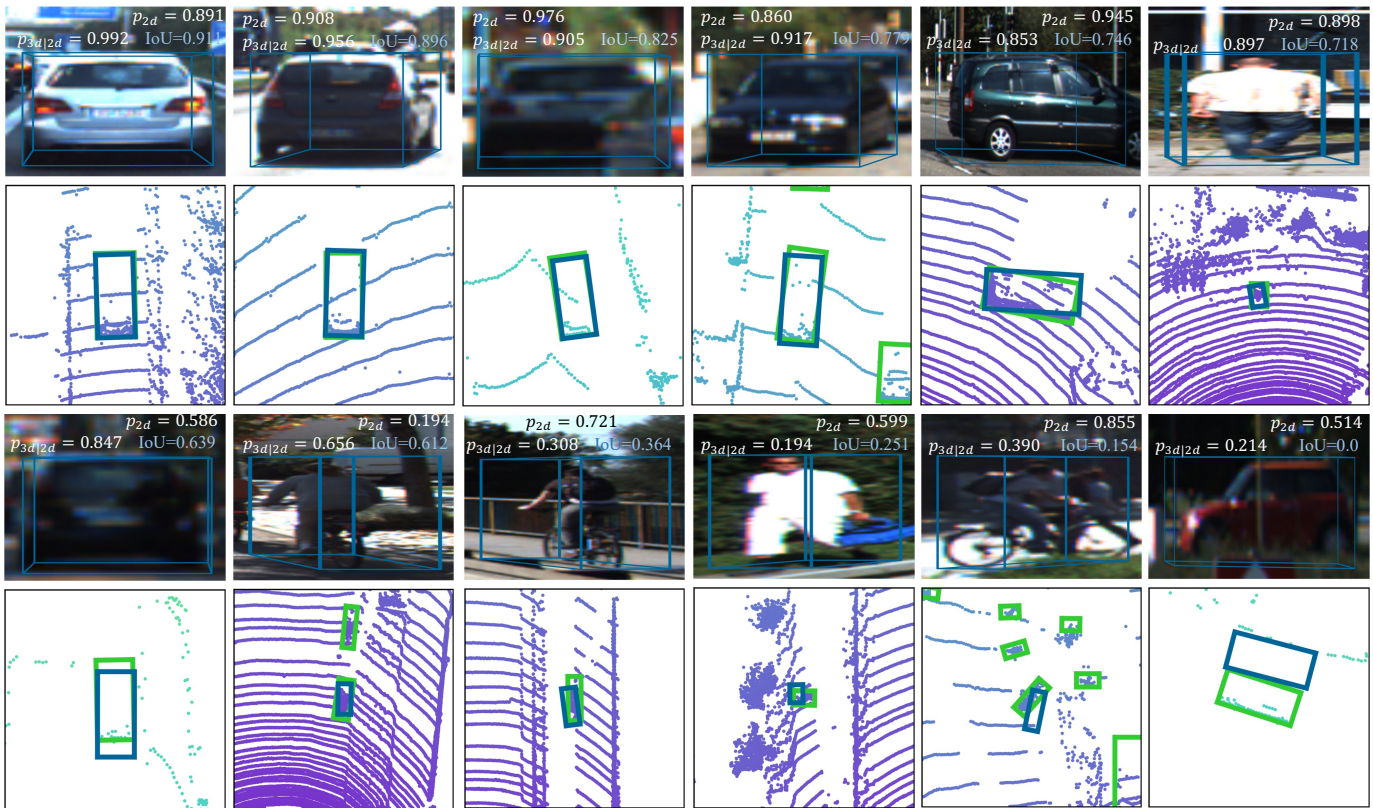 p_{2d} = 0.891
p_{3d|2d} = 0.992 IoU=0.911
p_{2d} = 0.908
p_{3d|2d} = 0.956 IoU=0.896
p_{2d} = 0.976
p_{3d|2d} = 0.905 IoU=0.825
p_{2d} = 0.860
p_{3d|2d} = 0.917 IoU=0.779
p_{2d} = 0.945
p_{3d|2d} = 0.853 IoU=0.746
p_{2d} = 0.898
p_{3d|2d} = 0.897 IoU=0.718
p_{2d} = 0.586
p_{3d|2d} = 0.847 IoU=0.639
p_{2d} = 0.194
p_{3d|2d} = 0.656 IoU=0.612
p_{2d} = 0.721
p_{3d|2d} = 0.308 IoU=0.364
p_{2d} = 0.599
p_{3d|2d} = 0.194 IoU=0.251
p_{2d} = 0.855
p_{3d|2d} = 0.390 IoU=0.154
p_{2d} = 0.514
p_{3d|2d} = 0.214 IoU=0.0